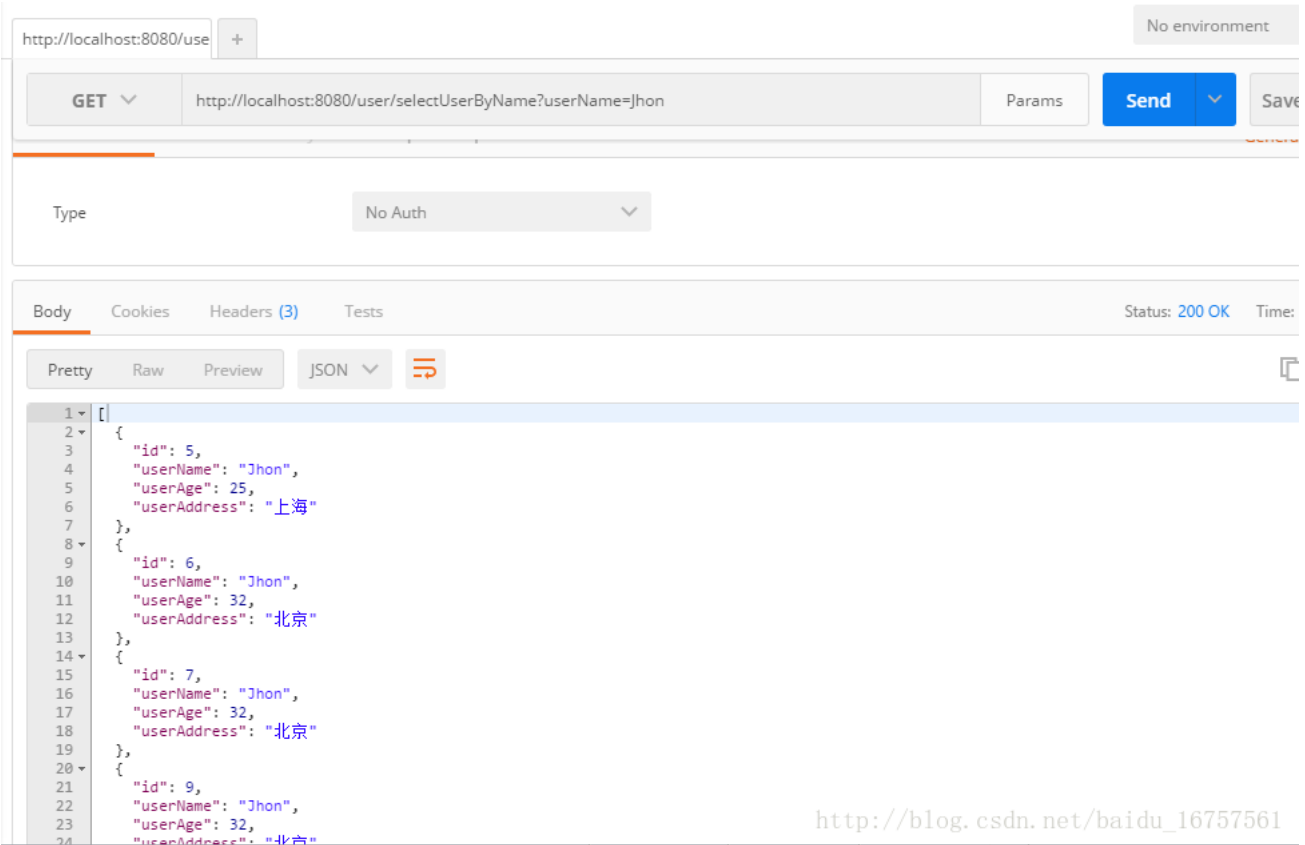 http://localhost:8080/use +
No environment
GET http://localhost:8080/user/selectUserByName?userName=Jhon Params Send Save
Type No Auth
Body Cookies Headers (3) Tests Status: 200 OK Time:
Pretty Raw Preview JSON
1 [
2 {
3 "id": 5,
4 "userName": "Jhon",
5 "userAge": 25,
6 "userAddress": "上海"
7 },
8 {
9 "id": 6,
10 "userName": "Jhon",
11 "userAge": 32,
12 "userAddress": "北京"
13 },
14 {
15 "id": 7,
16 "userName": "Jhon",
17 "userAge": 32,
18 "userAddress": "北京"
19 },
20 {
21 "id": 9,
22 "userName": "Jhon",
23 "userAge": 32,
24 "userAddress": "北京"
http://blog.csdn.net/baidu_16757561